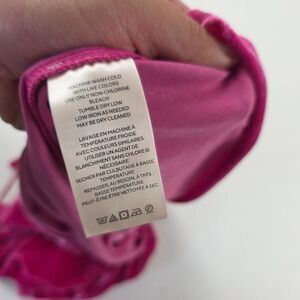 MACHINE WASH COLD
WITH LIKE COLORS
USE ONLY NON-CHLORINE
BLEACH
TUMBLE DRY LOW
LOW IRON AS NEEDED
MAY BE DRY CLEANED
LAVAGE EN MACHINE À
TEMPÉRATURE FROIDE
AVEC COULEURS SIMILAIRES
UTILISER UN AGENT DE
BLANCHIMENT SANS CHLORE SI
NÉCESSAIRE
SECHER PAR CULBUTAGE À BASSE
TEMPÉRATURE
REPASSER, AU BESOIN, À TRÈS
BASSE TEMPÉRATURE
PEUT-ÊTRE NETTOYÉ A SEC